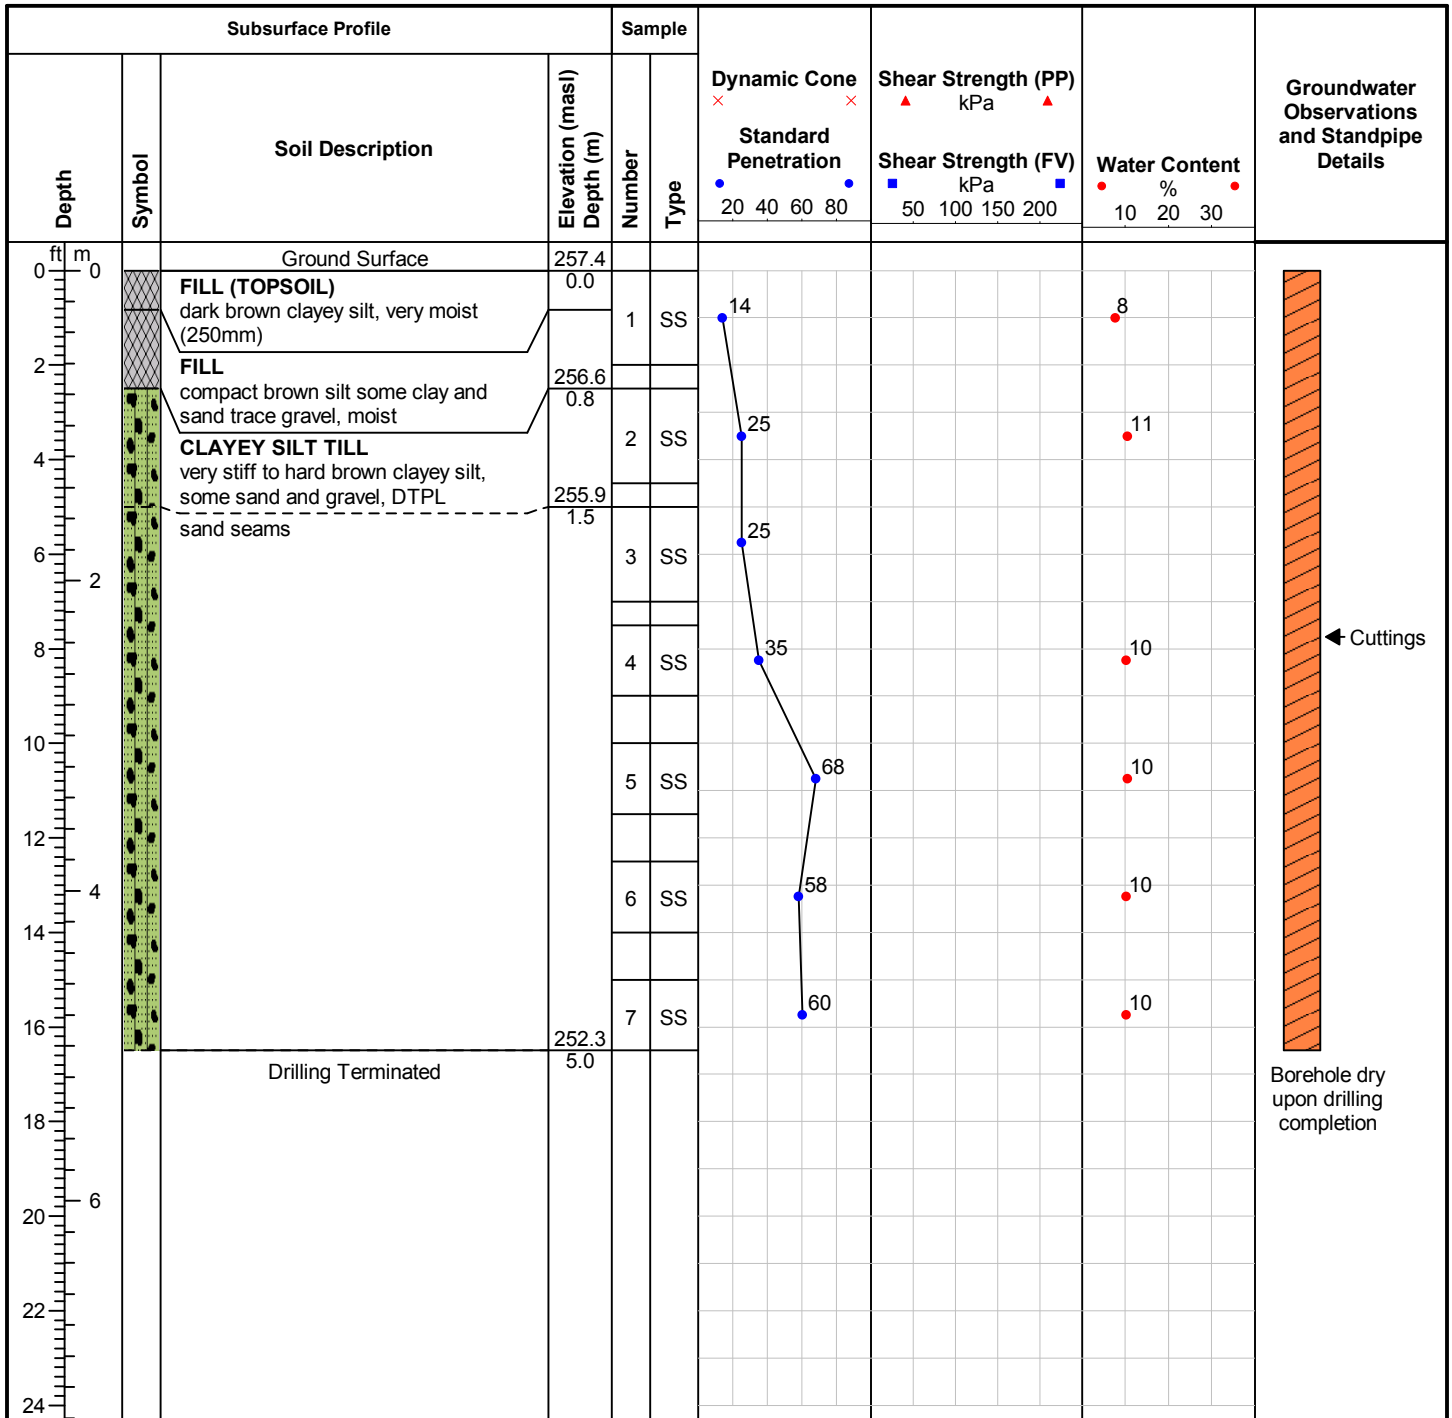 Subsurface Profile
Sample
Depth
Symbol
Soil Description
Elevation (masl)
Depth (m)
Number
Type
Dynamic Cone
Standard
Penetration
20 40 60 80
Shear Strength (PP)
kPa
Shear Strength (FV)
kPa
50 100 150 200
Water Content
%
10 20 30
Groundwater
Observations
and Standpipe
Details
ft m
0 0
2
4
6
2
8
10
12
4
14
16
18
6
20
22
24
Ground Surface
257.4
0.0
FILL (TOPSOIL)
dark brown clayey silt, very moist
(250mm)
FILL
compact brown silt some clay and
sand trace gravel, moist
256.6
0.8
CLAYEY SILT TILL
very stiff to hard brown clayey silt,
some sand and gravel, DTPL
255.9
1.5
sand seams
252.3
5.0
Drilling Terminated
1 SS 14 8
2 SS 25 11
3 SS 25
4 SS 35 10
5 SS 68 10
6 SS 58 10
7 SS 60 10
Cuttings
Borehole dry
upon drilling
completion